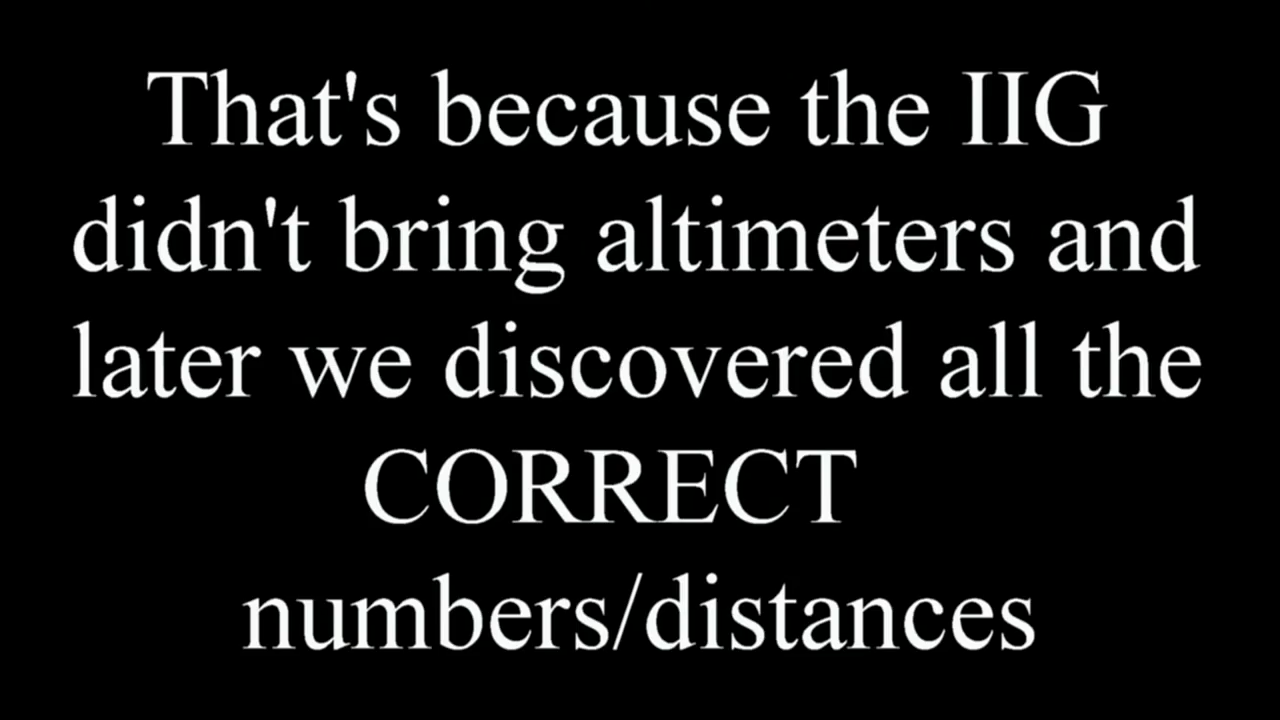 That's because the IIG
didn't bring altimeters and
later we discovered all the
CORRECT
numbers/distances